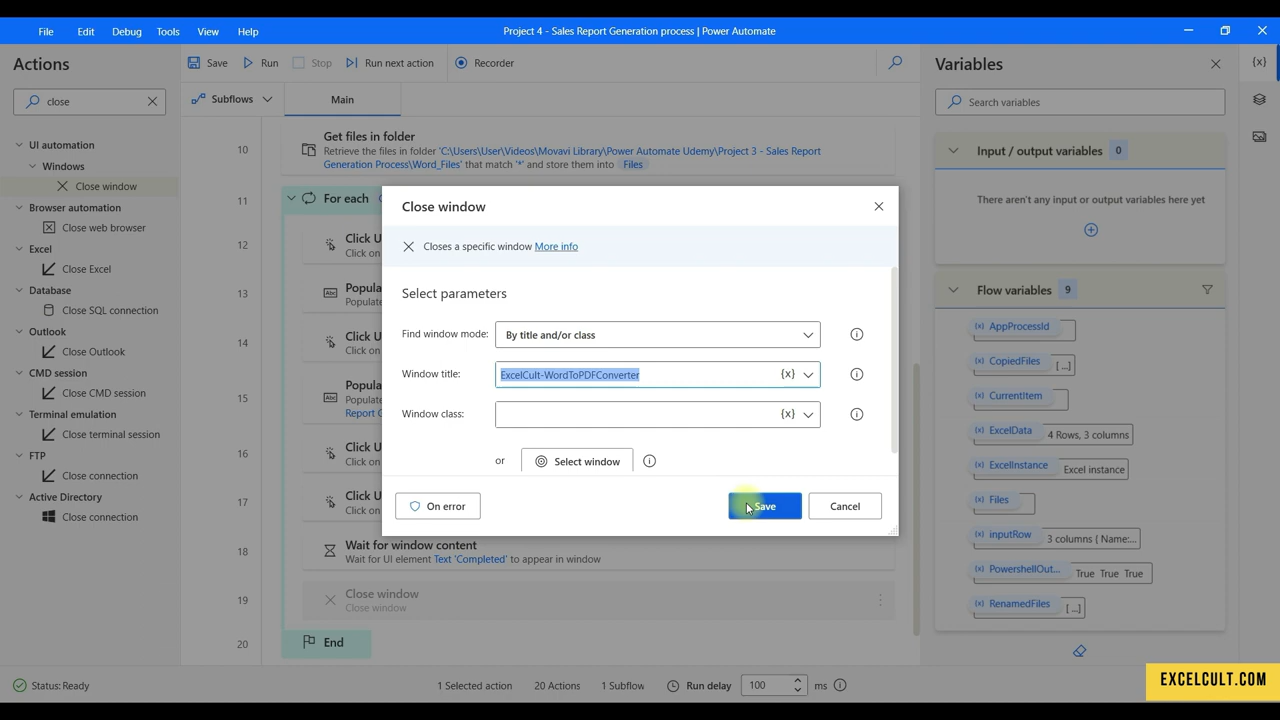 File Edit Debug Tools View Help
Project 4 - Sales Report Generation process | Power Automate
Actions
close
UI automation
Windows
Close window
Browser automation
Close web browser
Excel
Close Excel
Database
Close SQL connection
Outlook
Close Outlook
CMD session
Close CMD session
Terminal emulation
Close terminal session
FTP
Close connection
Active Directory
Close connection
Save Run Stop Run next action Recorder
Subflows Main
10 Get files in folder
Retrieve the files in folder 'C:\Users\User\Videos\Movavi Library\Power Automate Udemy\Project 3 - Sales Report
Generation Process\Word_Files' that match '*' and store them into Files
11 For each
12 Click U
Click on
13 Popula
Populate
14 Click U
Click on
15 Popula
Populate
Report G
16 Click U
Click on
17 Click U
Click on
18 Wait for window content
Wait for UI element Text 'Completed' to appear in window
19 Close window
Close window
20 End
Close window
Closes a specific window More info
Select parameters
Find window mode: By title and/or class
Window title: ExcelCult-WordToPDFConverter {x}
Window class: {x}
or Select window
On error Save Cancel
Variables
{x}
Search variables
Input / output variables 0
There aren't any input or output variables here yet
Flow variables 9
(x) AppProcessId
(x) CopiedFiles [ ... ]
(x) CurrentItem
(x) ExcelData 4 Rows, 3 columns
(x) ExcelInstance Excel instance
(x) Files
(x) inputRow 3 columns { Name:...
(x) PowershellOut... True True True
(x) RenamedFiles [ ... ]
Status: Ready 1 Selected action 20 Actions 1 Subflow Run delay 100 ms
EXCELCULT.COM